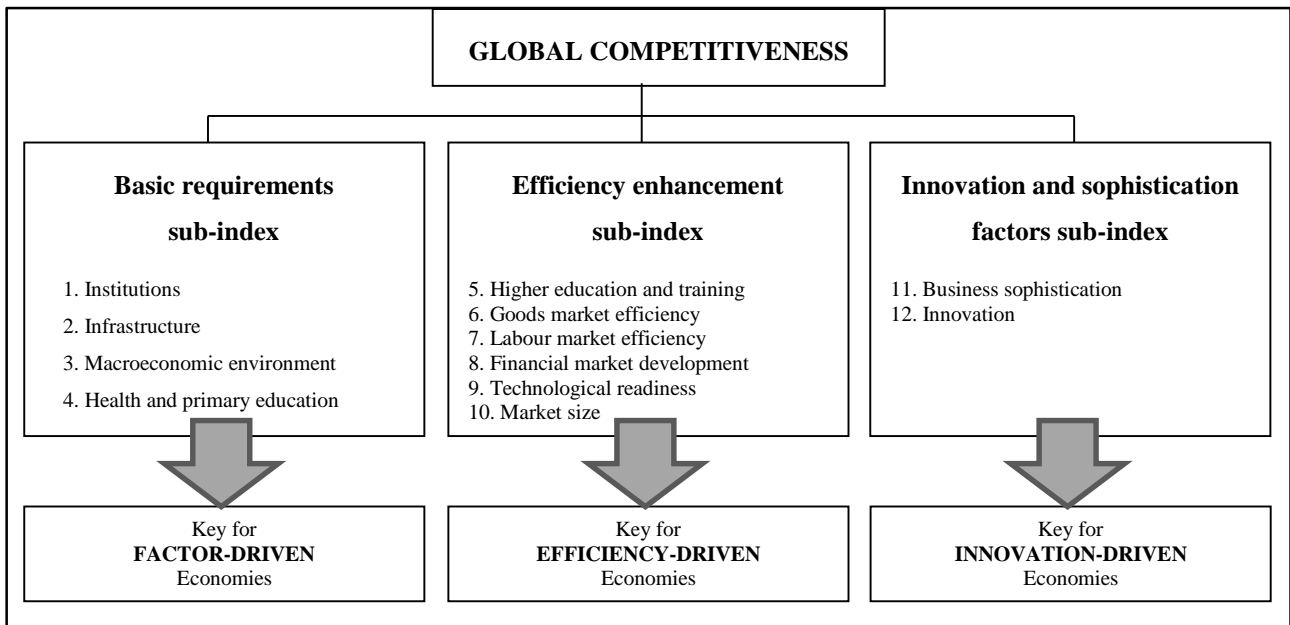 GLOBAL COMPETITIVENESS
Basic requirements
sub-index
1. Institutions
2. Infrastructure
3. Macroeconomic environment
4. Health and primary education
Efficiency enhancement
sub-index
5. Higher education and training
6. Goods market efficiency
7. Labour market efficiency
8. Financial market development
9. Technological readiness
10. Market size
Innovation and sophistication
factors sub-index
11. Business sophistication
12. Innovation
Key for
FACTOR-DRIVEN
Economies
Key for
EFFICIENCY-DRIVEN
Economies
Key for
INNOVATION-DRIVEN
Economies